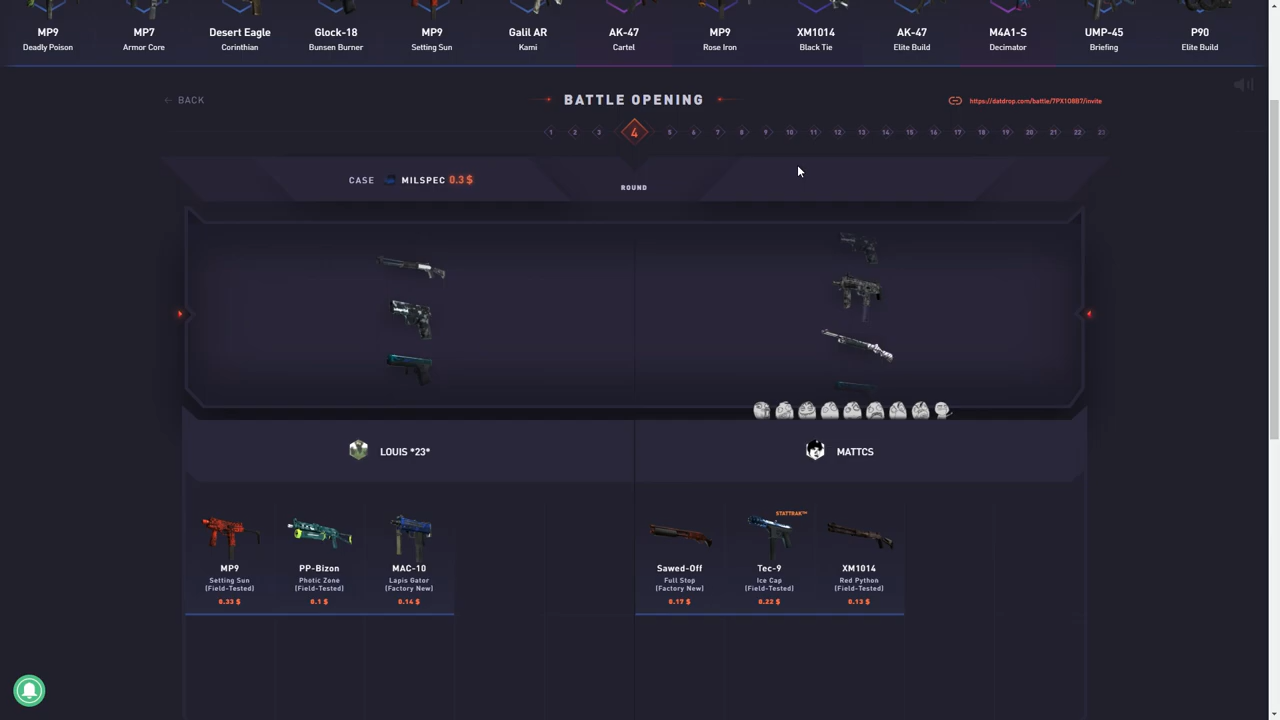 MP9 MP7 Desert Eagle Glock-18 MP9 Galil AR AK-47 MP9 XM1014 AK-47 M4A1-S UMP-45 P90
Deadly Poison Armor Core Corinthian Bunsen Burner Setting Sun Kami Cartel Rose Iron Black Tie Elite Build Decimator Briefing Elite Build
← BACK
BATTLE OPENING
https://datdrop.com/battle/7PX1OBB7/invite
1 2 3 4 5 6 7 8 9 10 11 12 13 14 15 16 17 18 19 20 21 22 23
CASE MILSPEC 0.3 $
ROUND
LOUIS *23* MATTCS
STATTRAK™
MP9 PP-Bizon MAC-10 Sawed-Off Tec-9 XM1014
Setting Sun Photic Zone Lapis Gator Full Stop Ice Cap Red Python
(Field-Tested) (Field-Tested) (Factory New) (Factory New) (Field-Tested) (Field-Tested)
0.33 $ 0.1 $ 0.14 $ 0.17 $ 0.22 $ 0.13 $